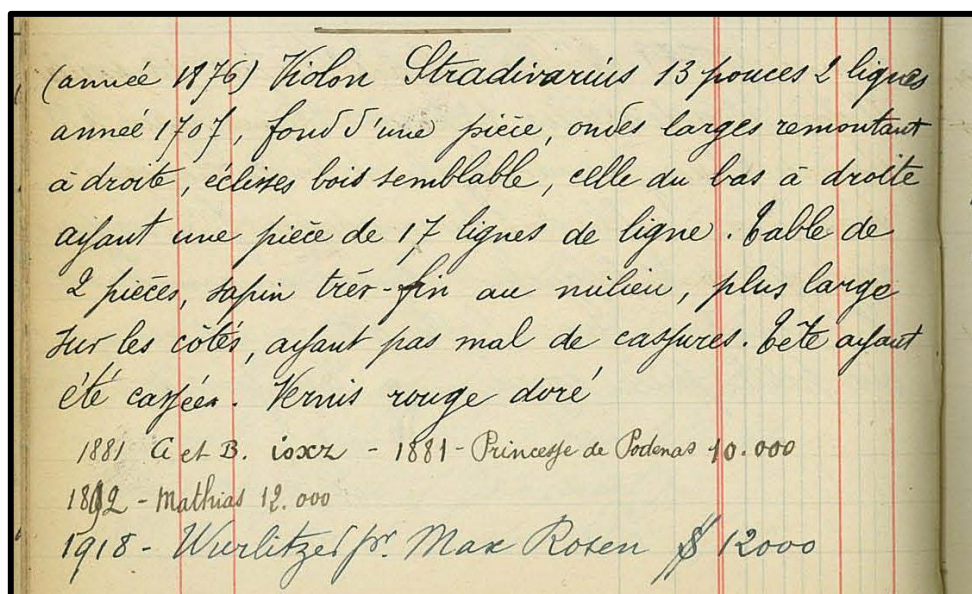 (année 1876) Violon Stradivarius 13 pouces 2 lignes
année 1707, fond d'une pièce, ondes larges remontant
à droite, éclisses bois semblable, celle du bas à droite
ayant une pièce de 17 lignes de ligne. Table de
2 pièces, sapin très-fin au milieu, plus large
sur les côtés, ayant pas mal de cassures. Tête ayant
été cassée. Vernis rouge doré
1881 G et B. ioxz - 1881 - Princesse de Podenas 10.000
1892 - Mathias 12.000
1918 - Wurlitzer pr. Max Rosen $ 12000